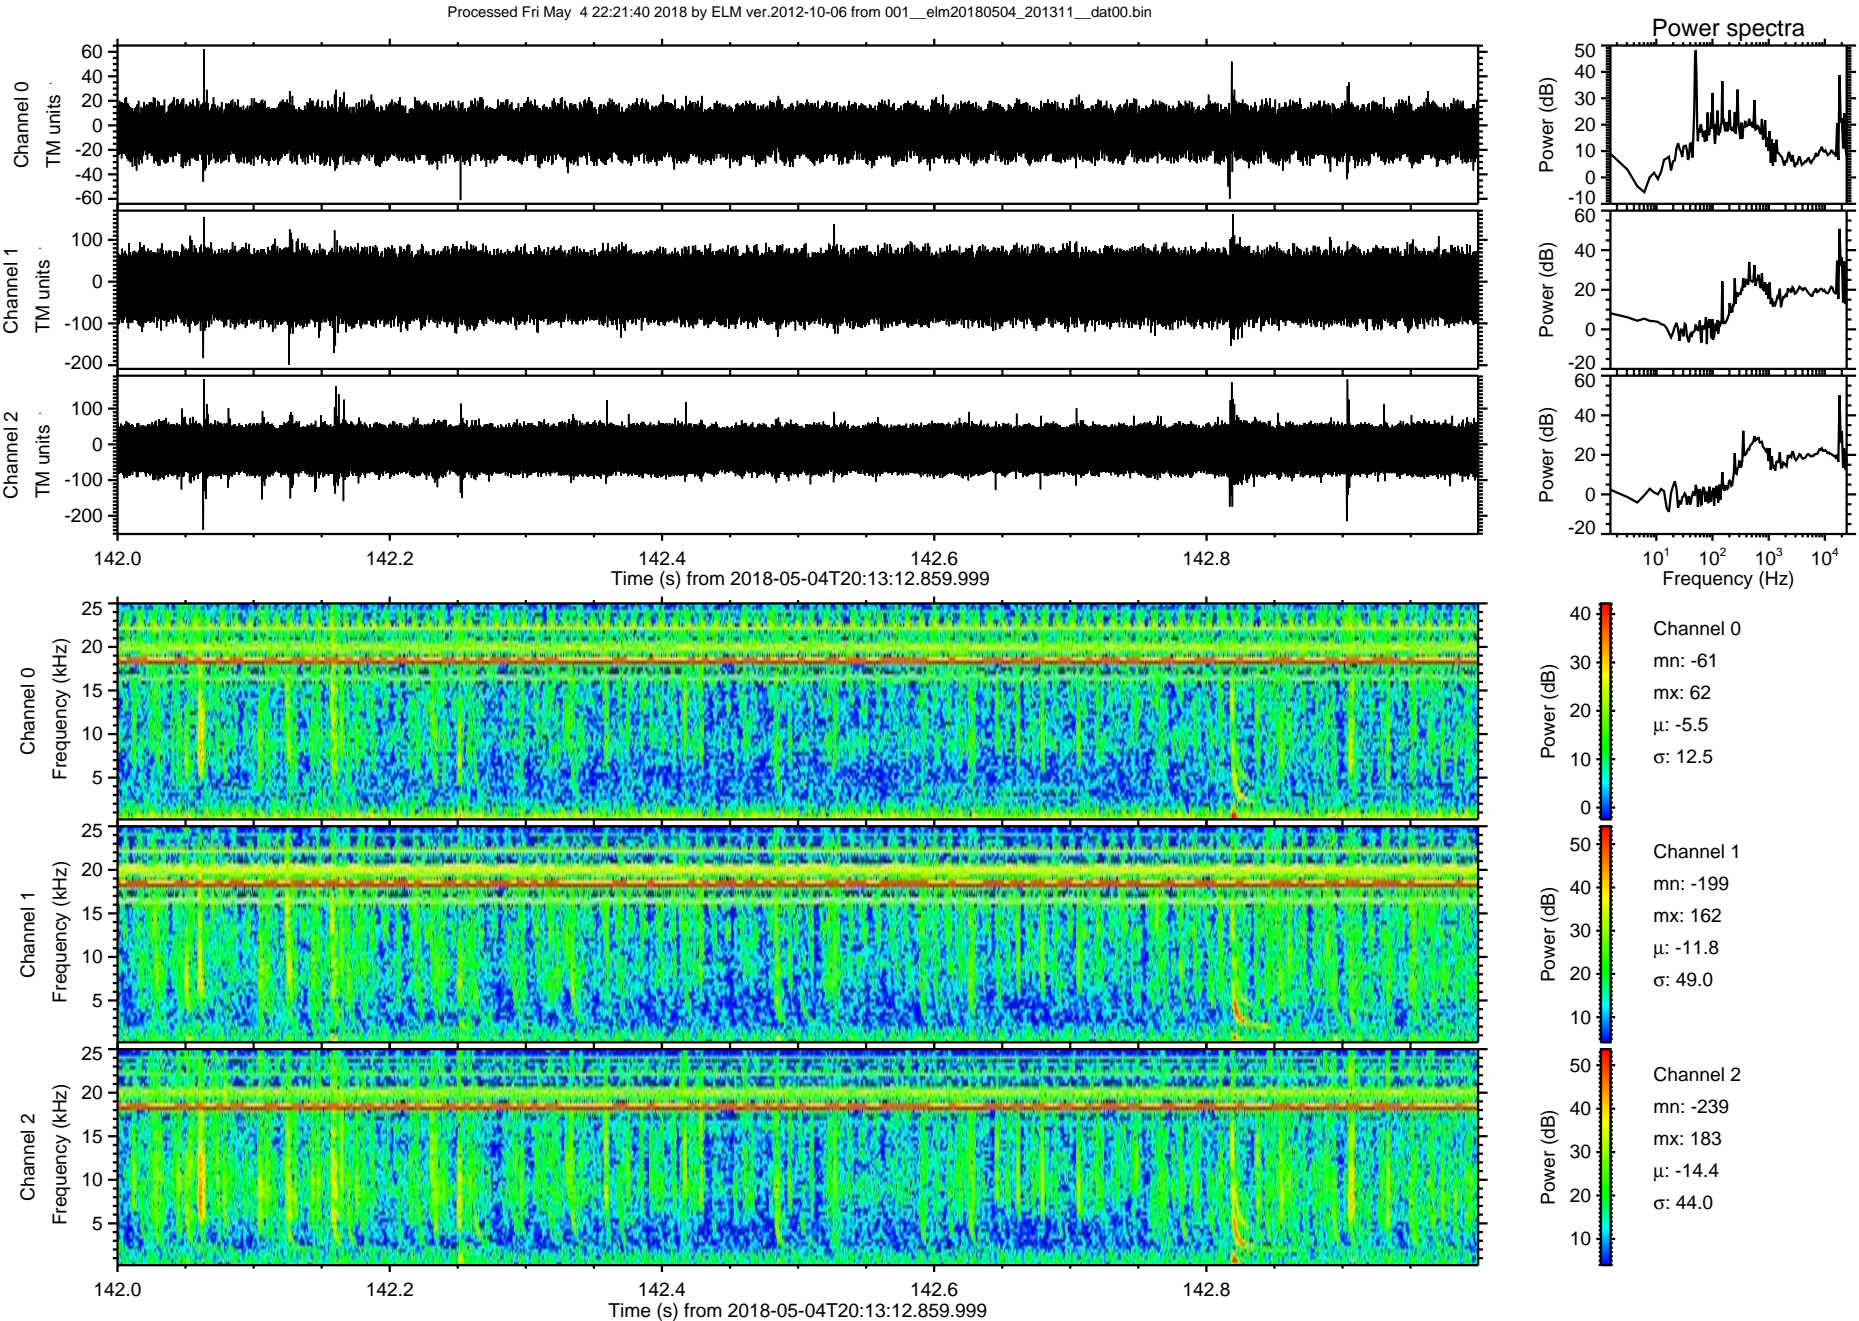 Processed Fri May 4 22:21:40 2018 by ELM ver.2012-10-06 from 001__elm20180504_201311__dat00.bin
Power spectra
Channel 0
TM units
60
40
20
0
-20
-40
-60
Power (dB)
50
40
30
20
10
0
-10
Channel 1
TM units
100
0
-100
-200
Power (dB)
60
40
20
0
-20
Channel 2
TM units
100
0
-100
-200
Power (dB)
60
40
20
0
-20
142.0 142.2 142.4 142.6 142.8
Time (s) from 2018-05-04T20:13:12.859.999
10¹ 10² 10³ 10⁴
Frequency (Hz)
Channel 0
Frequency (kHz)
25
20
15
10
5
Power (dB)
40
30
20
10
0
Channel 0
mn: -61
mx: 62
μ: -5.5
σ: 12.5
Channel 1
Frequency (kHz)
25
20
15
10
5
Power (dB)
50
40
30
20
10
Channel 1
mn: -199
mx: 162
μ: -11.8
σ: 49.0
Channel 2
Frequency (kHz)
25
20
15
10
5
Power (dB)
50
40
30
20
10
Channel 2
mn: -239
mx: 183
μ: -14.4
σ: 44.0
142.0 142.2 142.4 142.6 142.8
Time (s) from 2018-05-04T20:13:12.859.999